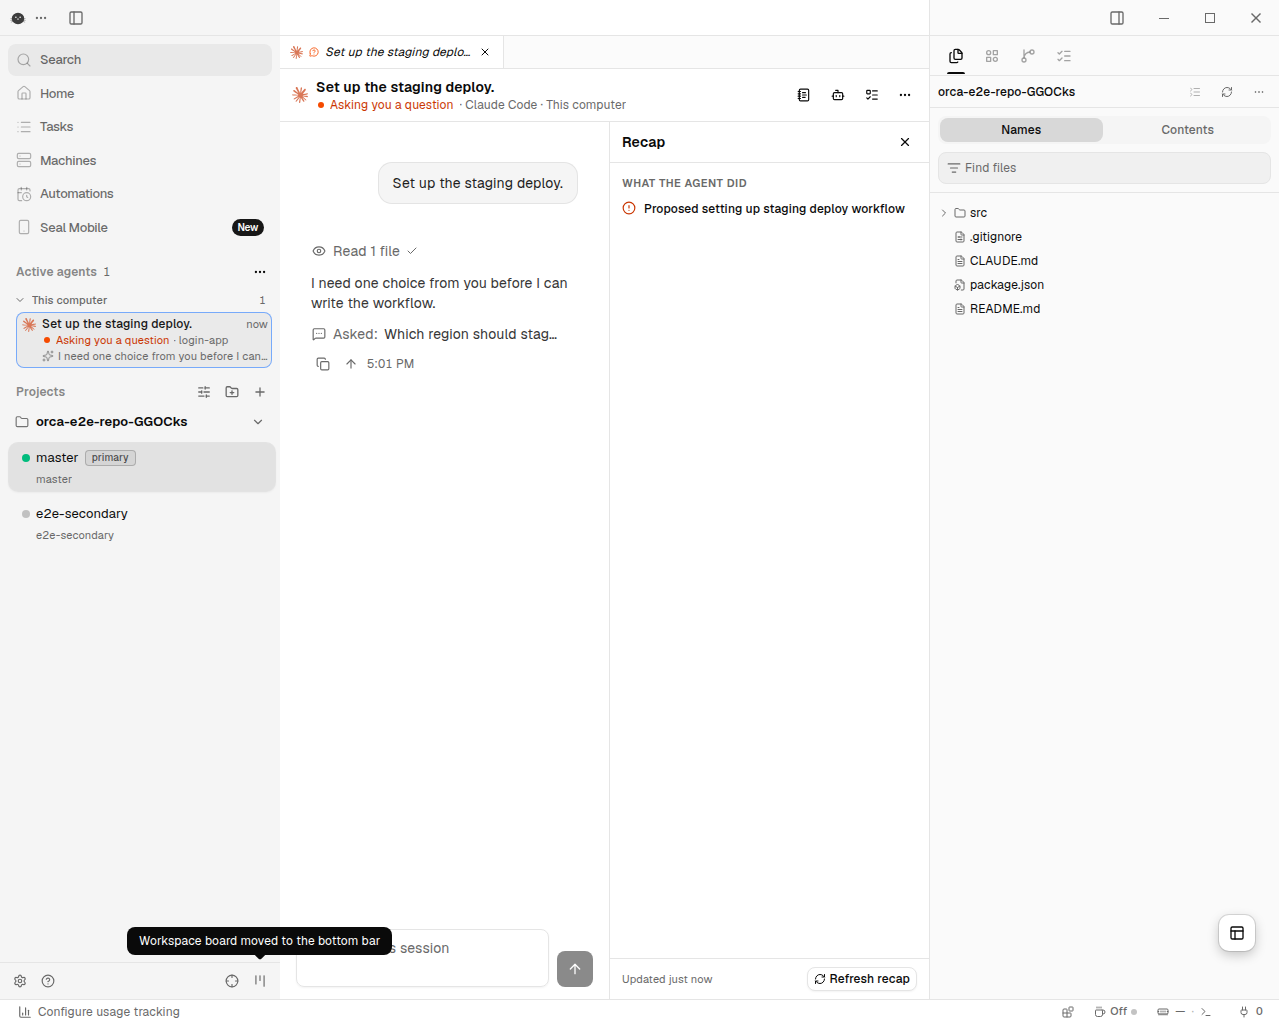 Search
Home
Tasks
Machines
Automations
Seal Mobile New
Active agents 1
This computer 1
Set up the staging deploy. now
Asking you a question · login-app
I need one choice from you before I can...
Projects
orca-e2e-repo-GGOCks
master primary
master
e2e-secondary
e2e-secondary
Workspace board moved to the bottom bar
Set up the staging deplo...
Set up the staging deploy.
Asking you a question · Claude Code · This computer
Set up the staging deploy.
Read 1 file
I need one choice from you before I can
write the workflow.
Asked: Which region should stag...
5:01 PM
session
Recap
WHAT THE AGENT DID
Proposed setting up staging deploy workflow
Updated just now
Refresh recap
orca-e2e-repo-GGOCks
Names
Contents
Find files
src
.gitignore
CLAUDE.md
package.json
README.md
Configure usage tracking
Off
0